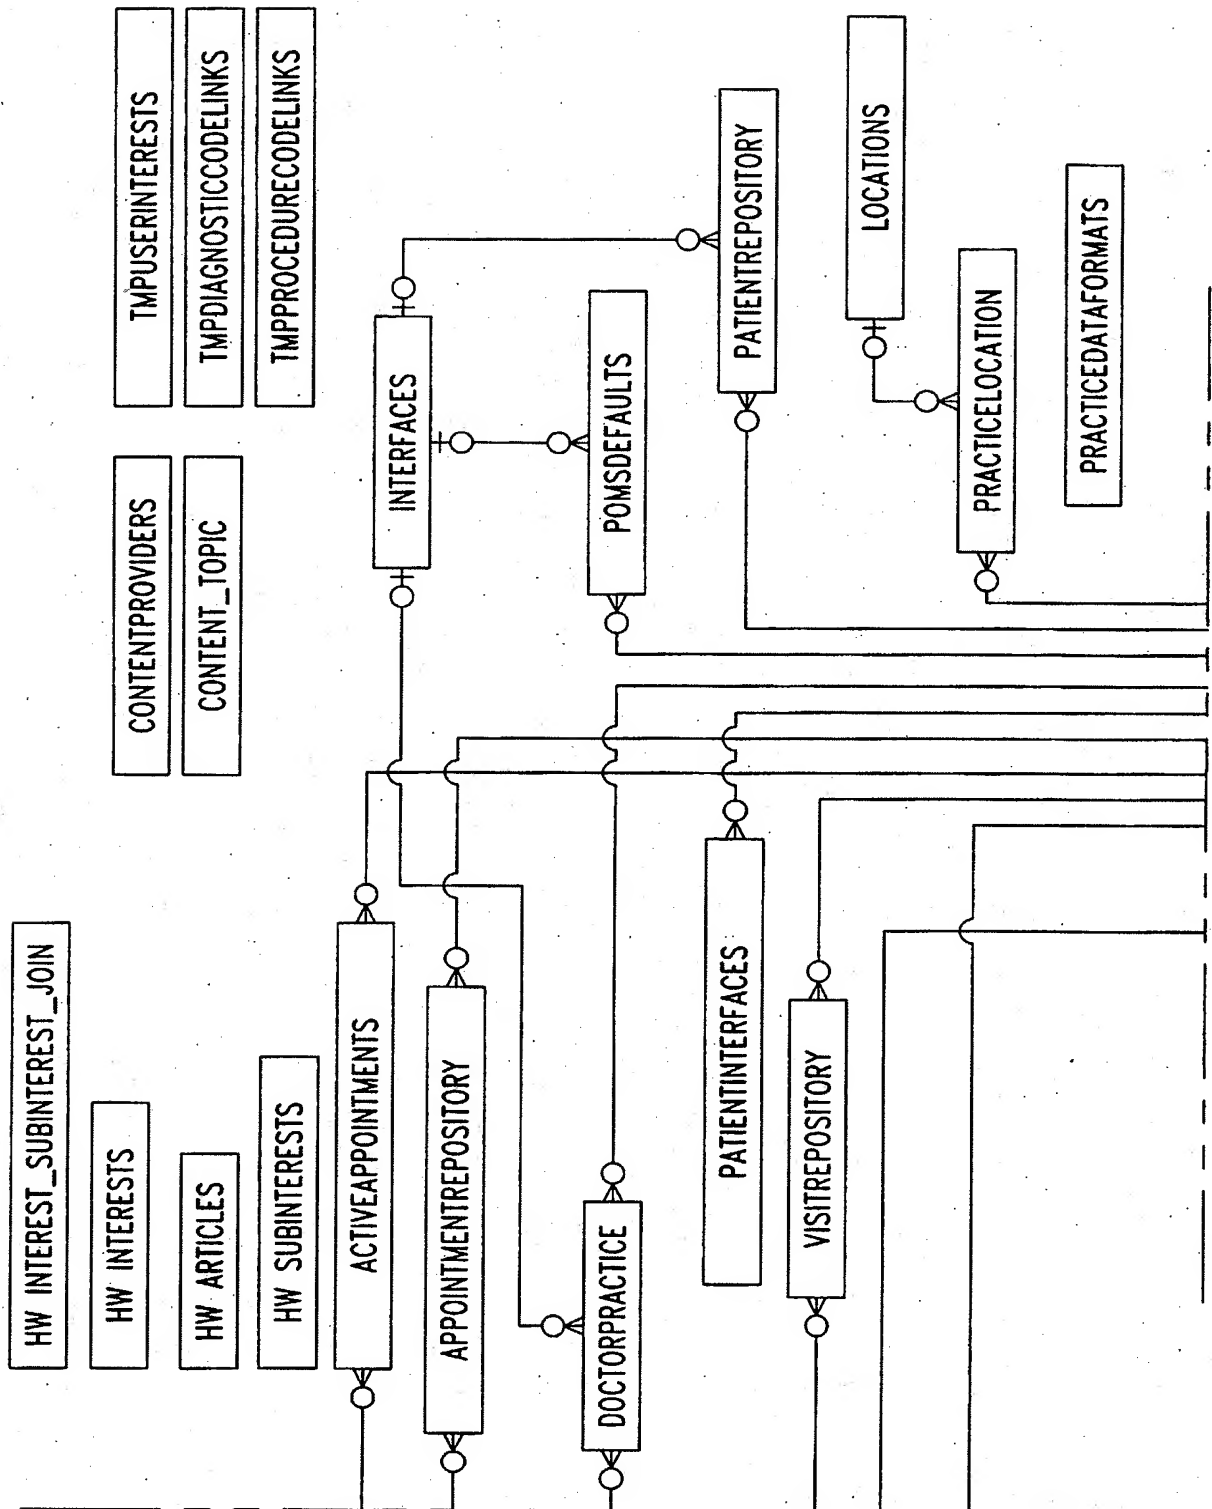 HW INTEREST_SUBINTEREST_JOIN
HW INTERESTS
HW ARTICLES
HW SUBINTERESTS
ACTIVEAPPOINTMENTS
APPOINTMENTREPOSITORY
DOCTORPRACTICE
PATIENTINTERFACES
VISITREPOSITORY
CONTENTPROVIDERS
CONTENT_TOPIC
TMPUSERINTERESTS
TMPDIAGNOSTICCODELINKS
TMPPROCEDURECODELINKS
INTERFACES
POMSDEFAULTS
PATIENTREPOSITORY
LOCATIONS
PRACTICELOCATION
PRACTICEDATAFORMATS